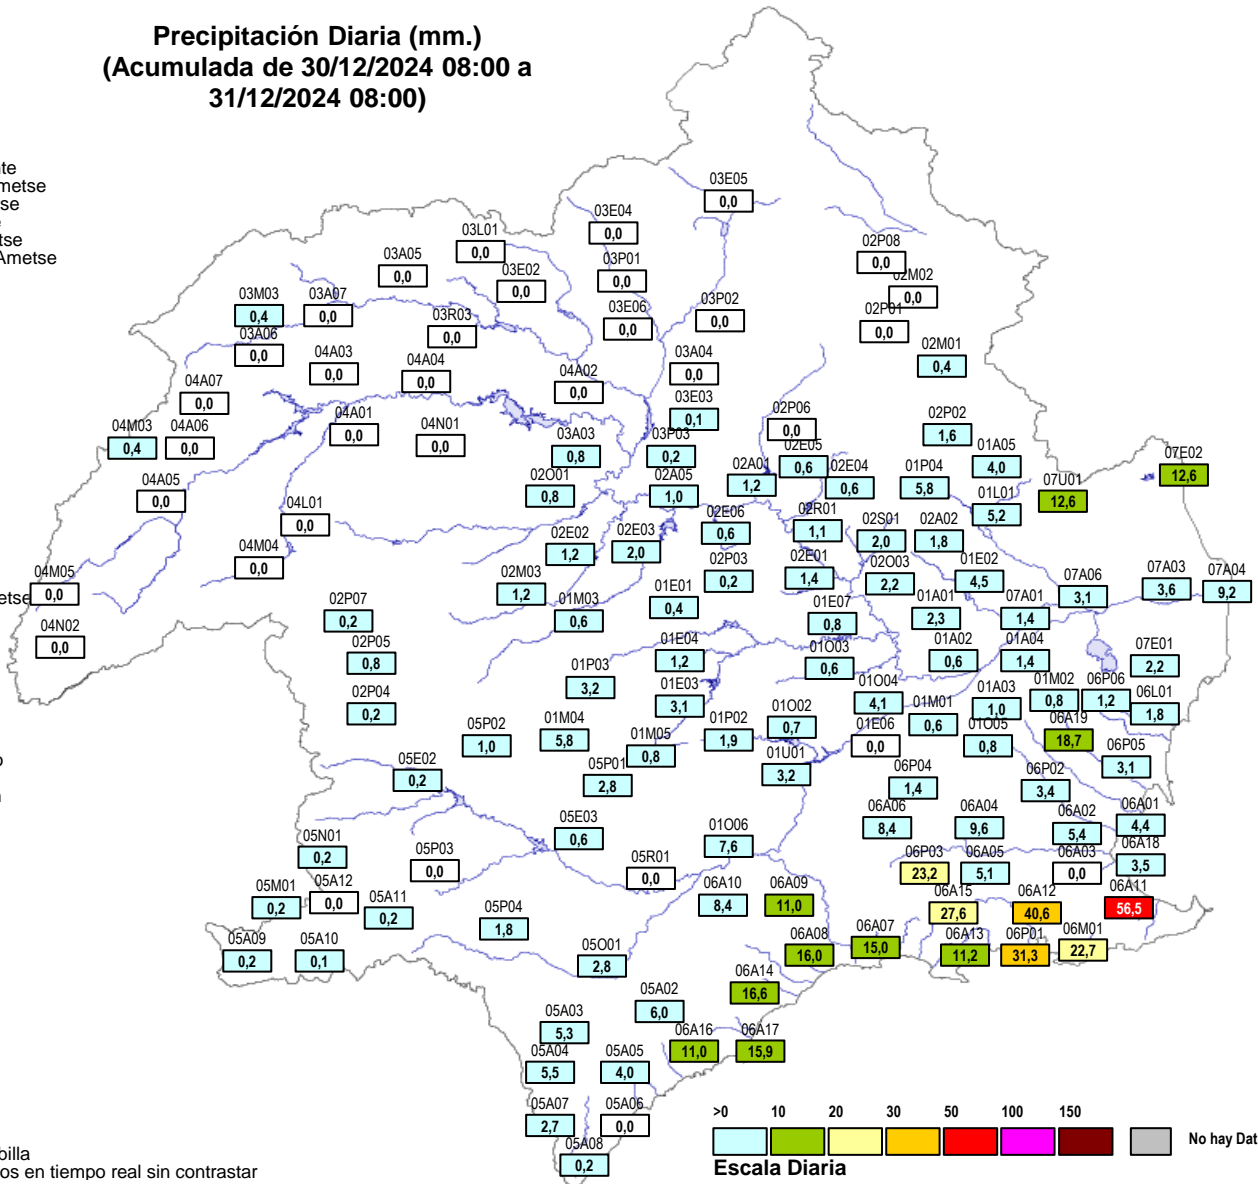 Precipitación Diaria (mm.)
(Acumulada de 30/12/2024 08:00 a
31/12/2024 08:00)
nte
metse
tse
e
tse
Ametse
etse
o
n
billa
os en tiempo real sin contrastar
03E05
0,0
03E04
0,0
03L01
0,0
03A05
0,0
03E02
0,0
03P01
0,0
02P08
0,0
02M02
0,0
03M03
0,4
03A07
0,0
03R03
0,0
03E06
0,0
03P02
0,0
02P01
0,0
03A06
0,0
04A03
0,0
04A04
0,0
04A02
0,0
03A04
0,0
02M01
0,4
04A07
0,0
04A01
0,0
04N01
0,0
03E03
0,1
02P06
0,0
02P02
1,6
04M03
0,4
04A06
0,0
03A03
0,8
03P03
0,2
02E05
0,6
01A05
4,0
07E02
12,6
04A05
0,0
02O01
0,8
02A05
1,0
02A01
1,2
02E04
0,6
01P04
5,8
07U01
12,6
04L01
0,0
01L01
5,2
02E06
0,6
02R01
1,1
02S01
2,0
02A02
1,8
04M04
0,0
02E02
1,2
02E03
2,0
02P03
0,2
02E01
1,4
02O03
2,2
01E02
4,5
04M05
0,0
02M03
1,2
01E01
0,4
07A06
3,1
07A03
3,6
07A04
9,2
02P07
0,2
01M03
0,6
01E07
0,8
01A01
2,3
07A01
1,4
04N02
0,0
02P05
0,8
01E04
1,2
01O03
0,6
01A02
0,6
01A04
1,4
07E01
2,2
01P03
3,2
01E03
3,1
01O04
4,1
01A03
1,0
01M02
0,8
06P06
1,2
06L01
1,8
02P04
0,2
01M01
0,6
05P02
1,0
01M04
5,8
01M05
0,8
01P02
1,9
01O02
0,7
01E06
0,0
01O05
0,8
06A19
18,7
05E02
0,2
05P01
2,8
01U01
3,2
06P04
1,4
06P02
3,4
06P05
3,1
05E03
0,6
01O06
7,6
06A06
8,4
06A04
9,6
06A02
5,4
06A01
4,4
05N01
0,2
05P03
0,0
05R01
0,0
06P03
23,2
06A05
5,1
06A03
0,0
06A18
3,5
05M01
0,2
05A12
0,0
05A11
0,2
05P04
1,8
06A10
8,4
06A09
11,0
06A15
27,6
06A12
40,6
06A11
56,5
05A09
0,2
05A10
0,1
05O01
2,8
06A08
16,0
06A07
15,0
06A13
11,2
06P01
31,3
06M01
22,7
05A02
6,0
06A14
16,6
05A03
5,3
06A16
11,0
06A17
15,9
05A04
5,5
05A05
4,0
05A07
2,7
05A06
0,0
05A08
0,2
>0 10 20 30 50 100 150
No hay Dat
Escala Diaria